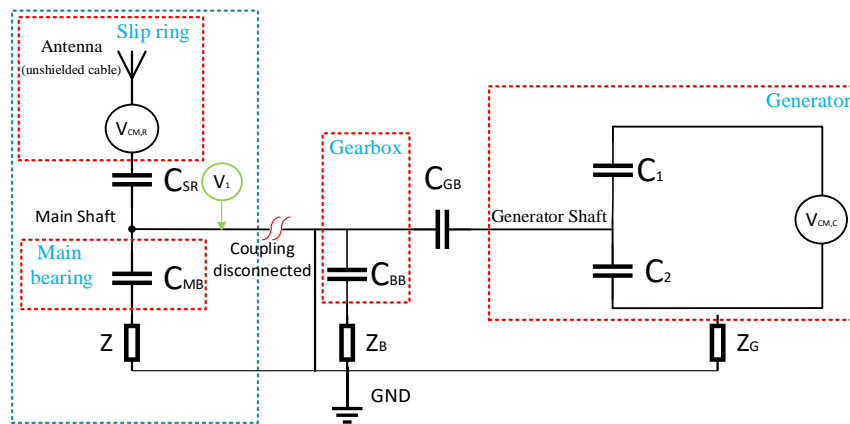 Slip ring
Antenna
(unshielded cable)
VCM,R
CSR
V1
Main Shaft
Main
bearing
CMB
Z
Coupling
disconnected
Gearbox
CBB
ZB
GND
CGB
Generator
Generator Shaft
C1
C2
VCM,C
ZG